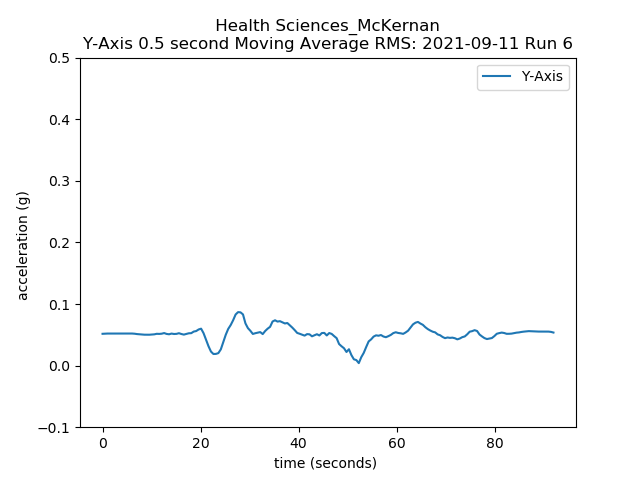 Health Sciences_McKernan
Y-Axis 0.5 second Moving Average RMS: 2021-09-11 Run 6
Y-Axis
0.5
0.4
0.3
0.2
0.1
0.0
−0.1
acceleration (g)
0 20 40 60 80
time (seconds)